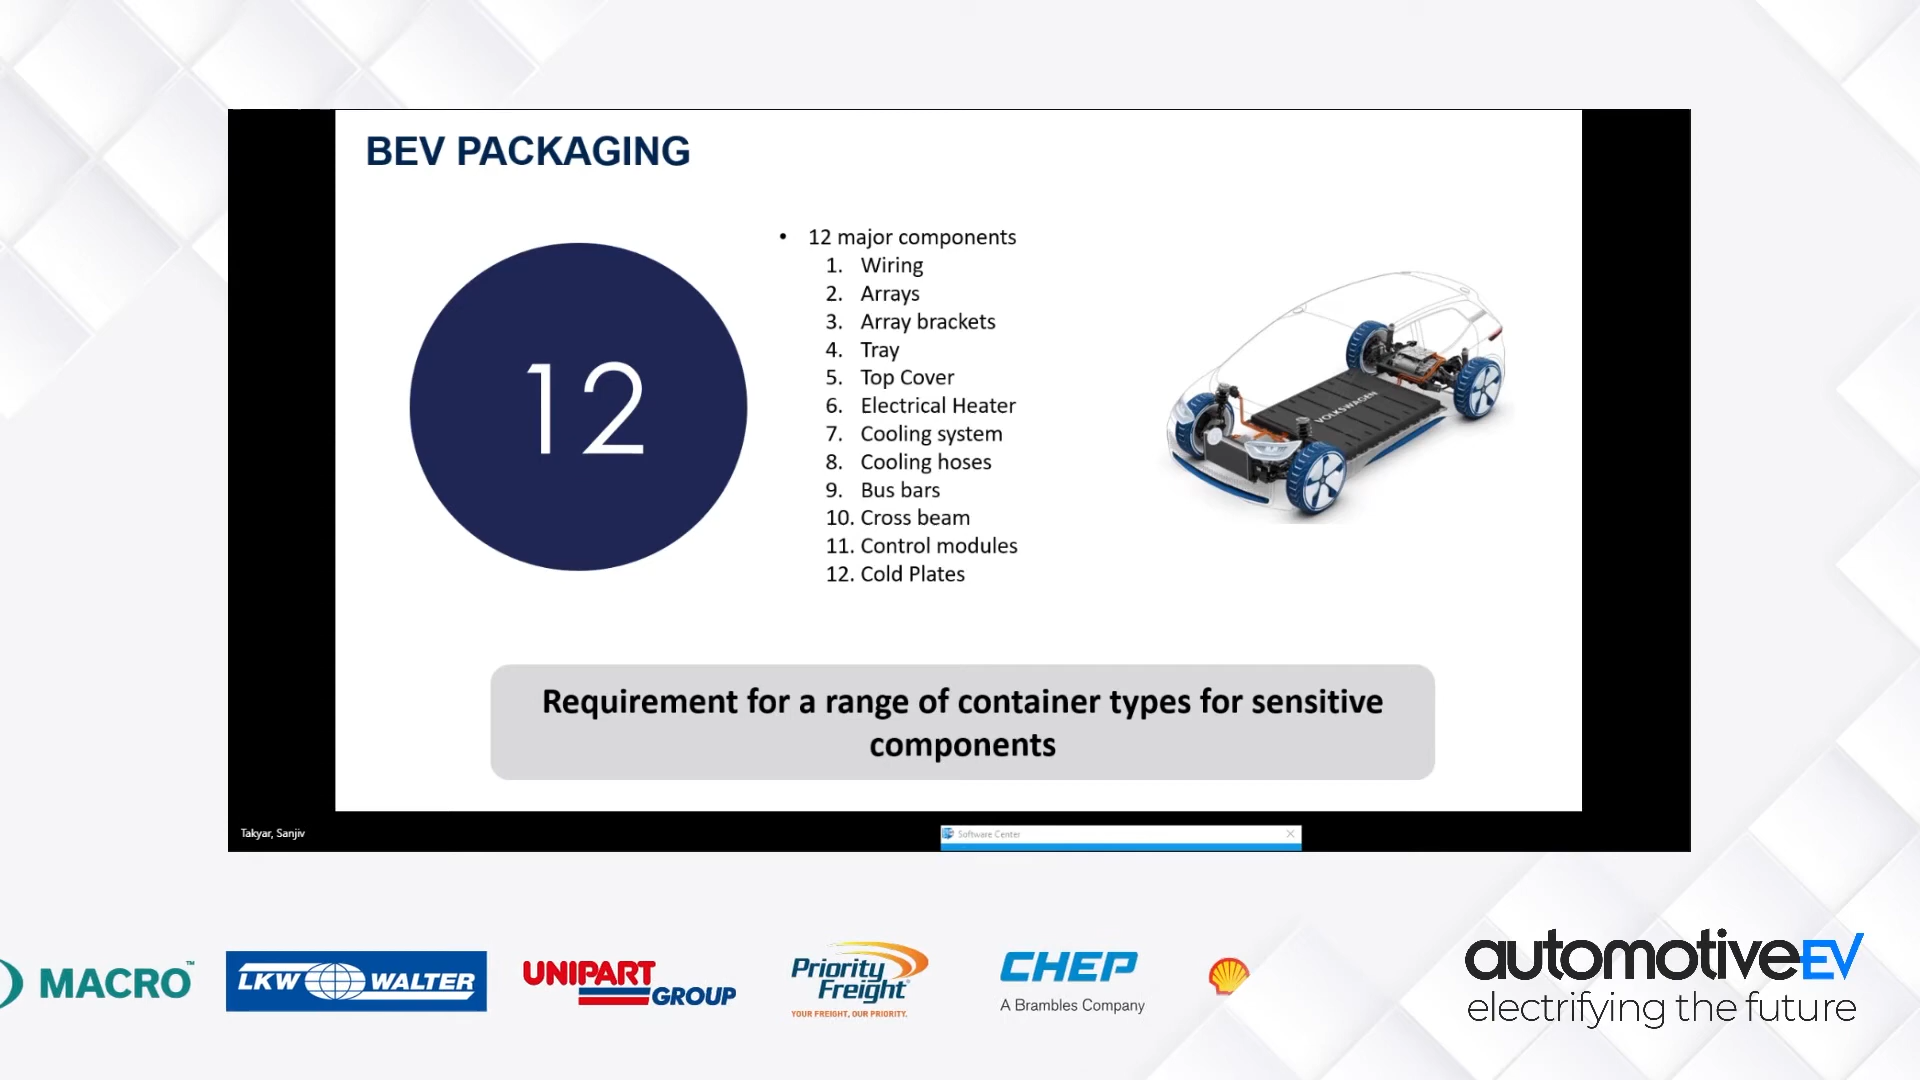 BEV PACKAGING
12
• 12 major components
1. Wiring
2. Arrays
3. Array brackets
4. Tray
5. Top Cover
6. Electrical Heater
7. Cooling system
8. Cooling hoses
9. Bus bars
10. Cross beam
11. Control modules
12. Cold Plates
VOLKSWAGEN
Requirement for a range of container types for sensitive
components
Takyar, Sanjiv
Software Center
MACRO™
LKW WALTER
UNIPART
GROUP
Priority
Freight
YOUR FREIGHT, OUR PRIORITY.
CHEP
A Brambles Company
automotiveEV
electrifying the future